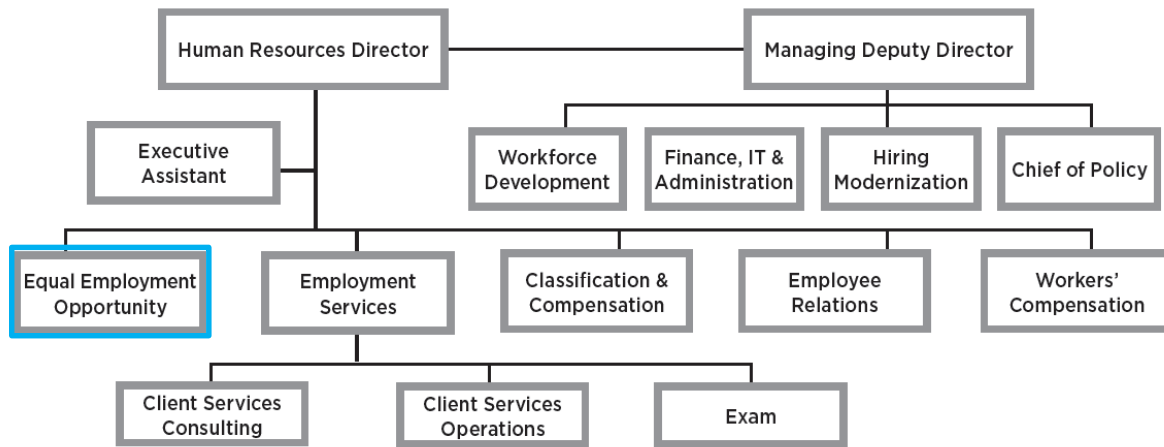 Human Resources Director
Managing Deputy Director
Executive
Assistant
Workforce
Development
Finance, IT &
Administration
Hiring
Modernization
Chief of Policy
Equal Employment
Opportunity
Employment
Services
Classification &
Compensation
Employee
Relations
Workers’
Compensation
Client Services
Consulting
Client Services
Operations
Exam